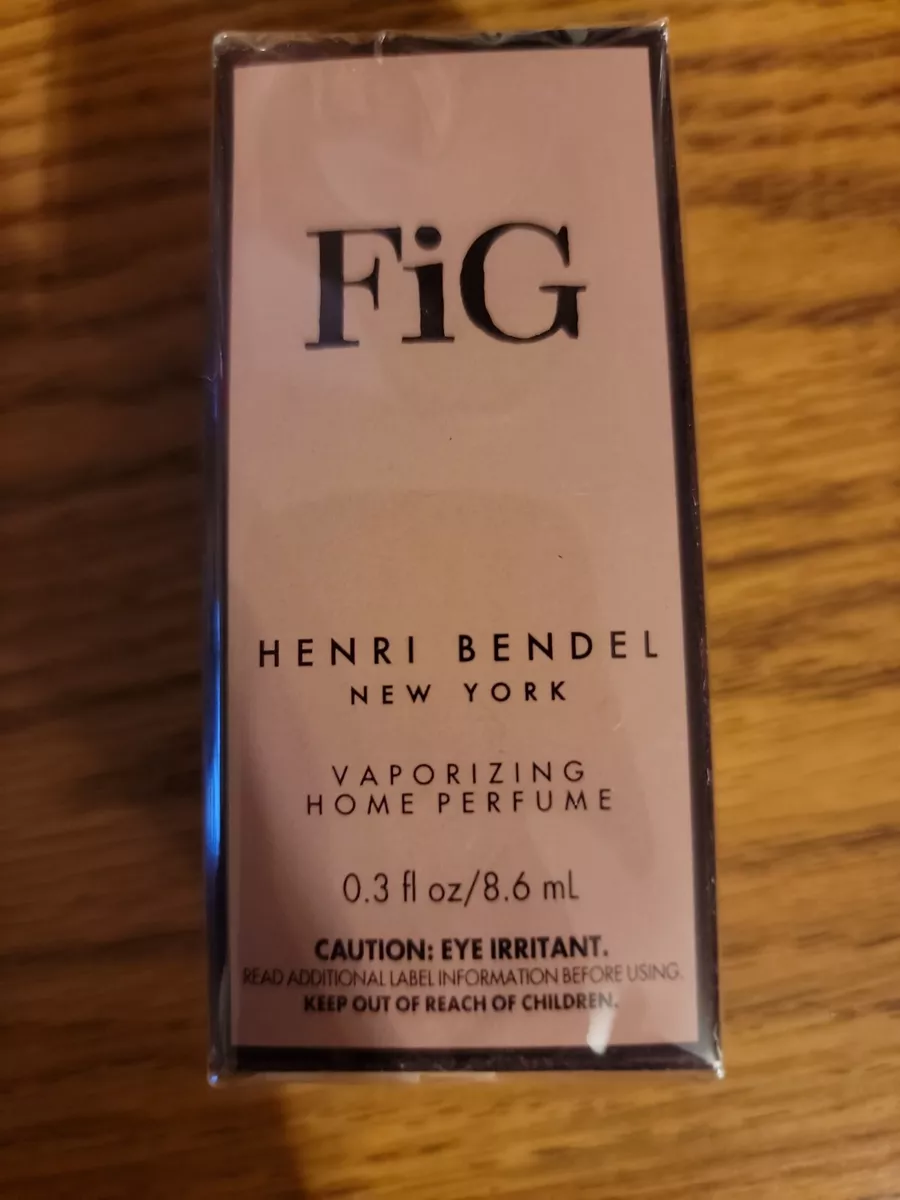 FiG
HENRI BENDEL
NEW YORK
VAPORIZING
HOME PERFUME
0.3 fl oz/8.6 mL
CAUTION: EYE IRRITANT.
READ ADDITIONAL LABEL INFORMATION BEFORE USING.
KEEP OUT OF REACH OF CHILDREN.